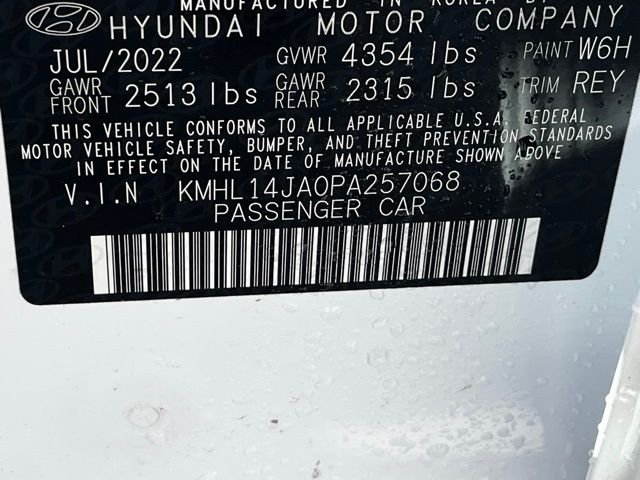 MANUFACTURED IN KOREA BY
HYUNDAI MOTOR COMPANY
JUL/2022 GVWR 4354 lbs PAINT W6H
GAWR FRONT 2513 lbs GAWR REAR 2315 lbs TRIM REY
THIS VEHICLE CONFORMS TO ALL APPLICABLE U.S.A. FEDERAL
MOTOR VEHICLE SAFETY, BUMPER, AND THEFT PREVENTION STANDARDS
IN EFFECT ON THE DATE OF MANUFACTURE SHOWN ABOVE
V.I.N KMHL14JA0PA257068
PASSENGER CAR